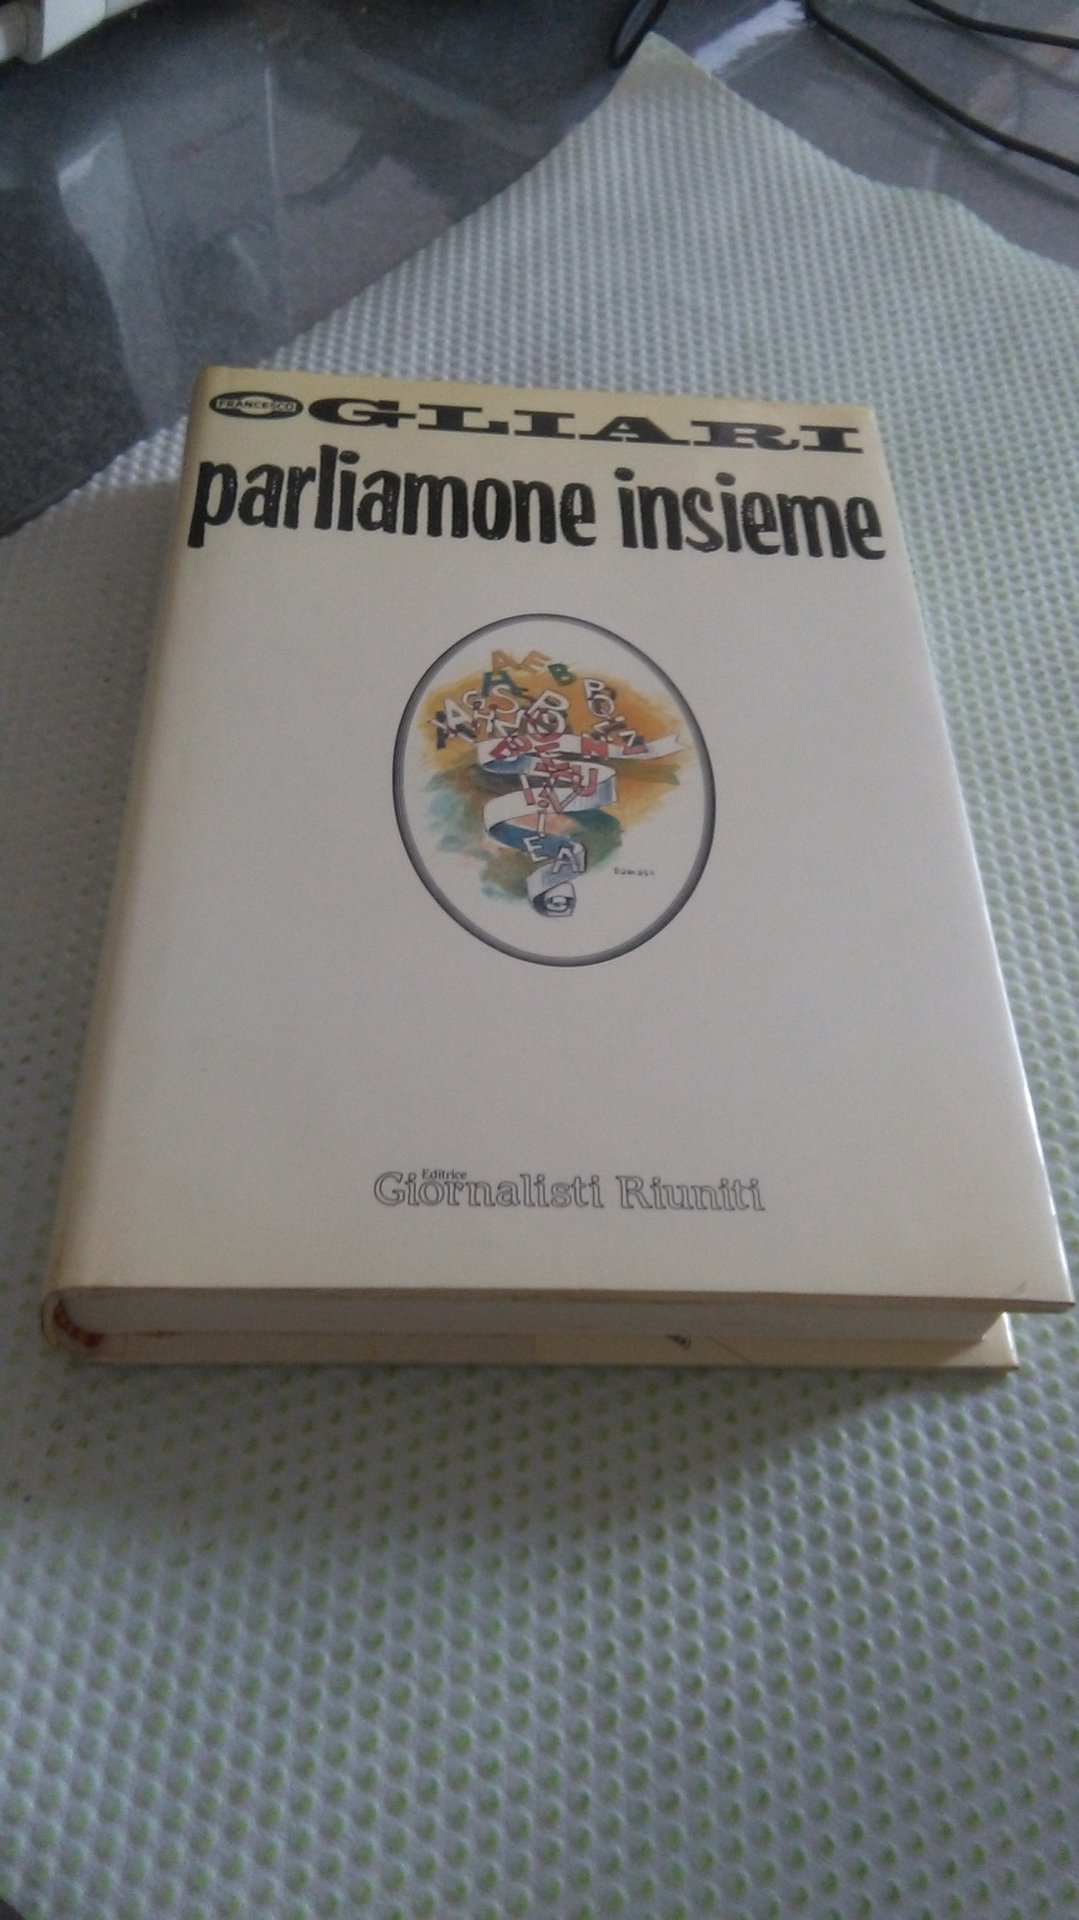 FRANCESCO
OGLIARI
parliamone insieme
Editrice
Giornalisti Riuniti